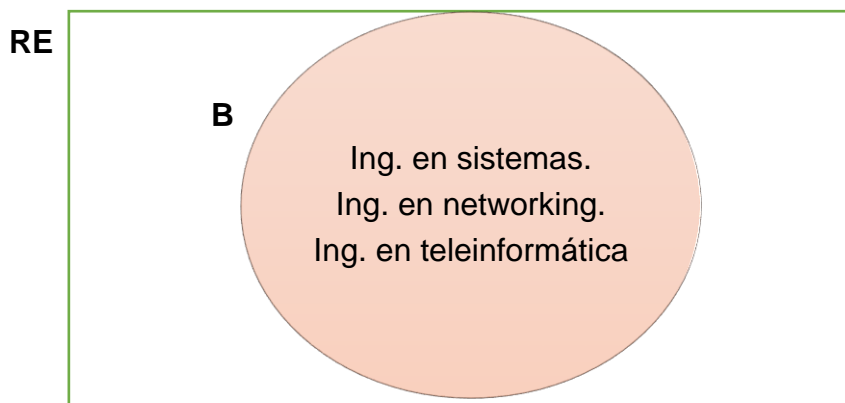 RE
B
Ing. en sistemas.
Ing. en networking.
Ing. en teleinformática